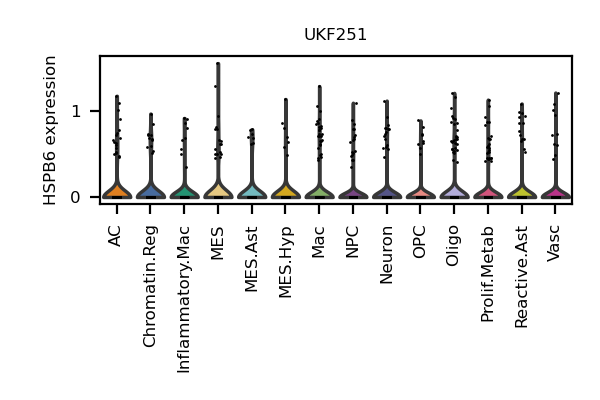 UKF251
HSPB6 expression
1
0
AC
Chromatin.Reg
Inflammatory.Mac
MES
MES.Ast
MES.Hyp
Mac
NPC
Neuron
OPC
Oligo
Prolif.Metab
Reactive.Ast
Vasc